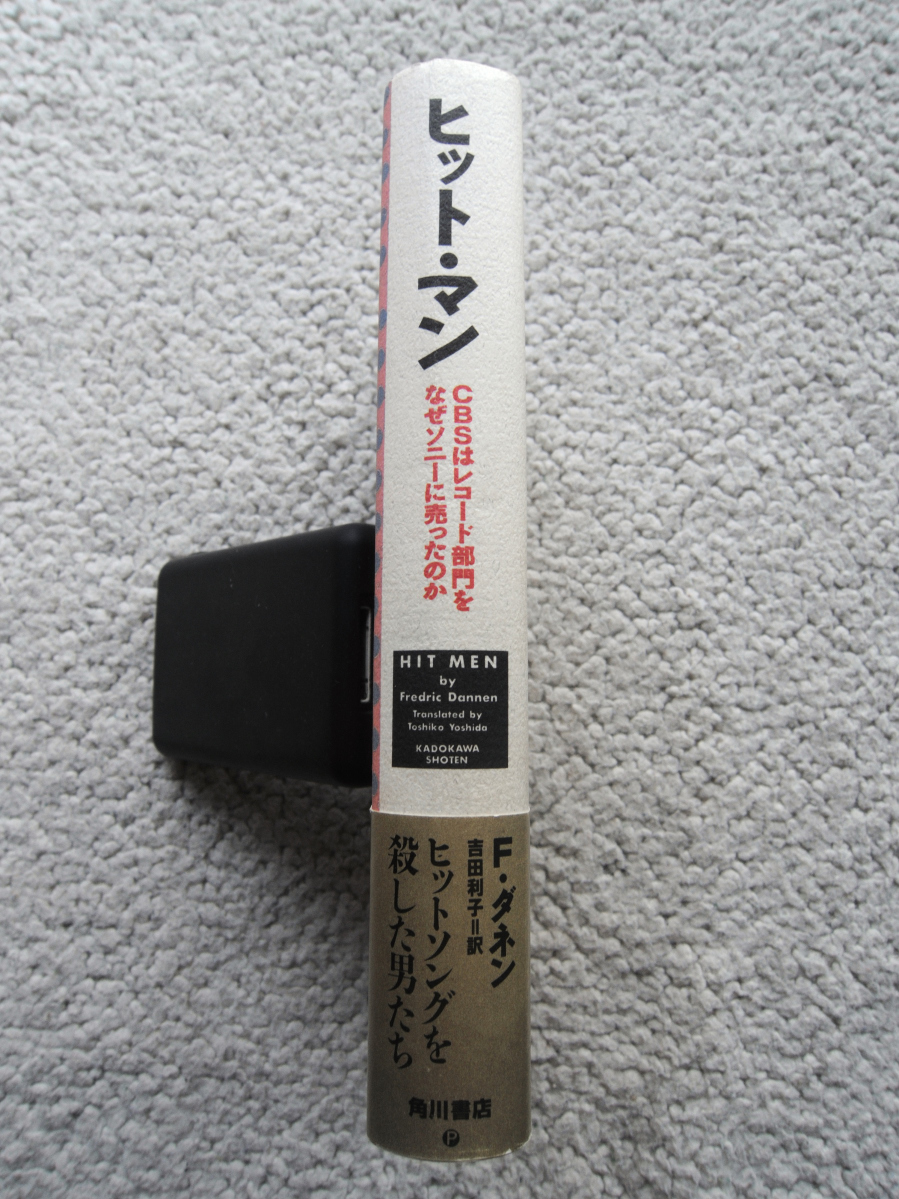 ヒット・マン
CBSはレコード部門を
なぜソニーに売ったのか
HIT MEN
by
Fredric Dannen
Translated by
Toshiko Yoshida
KADOKAWA
SHOTEN
F・ダネン
吉田利子=訳
ヒットソングを
殺した男たち
角川書店
P